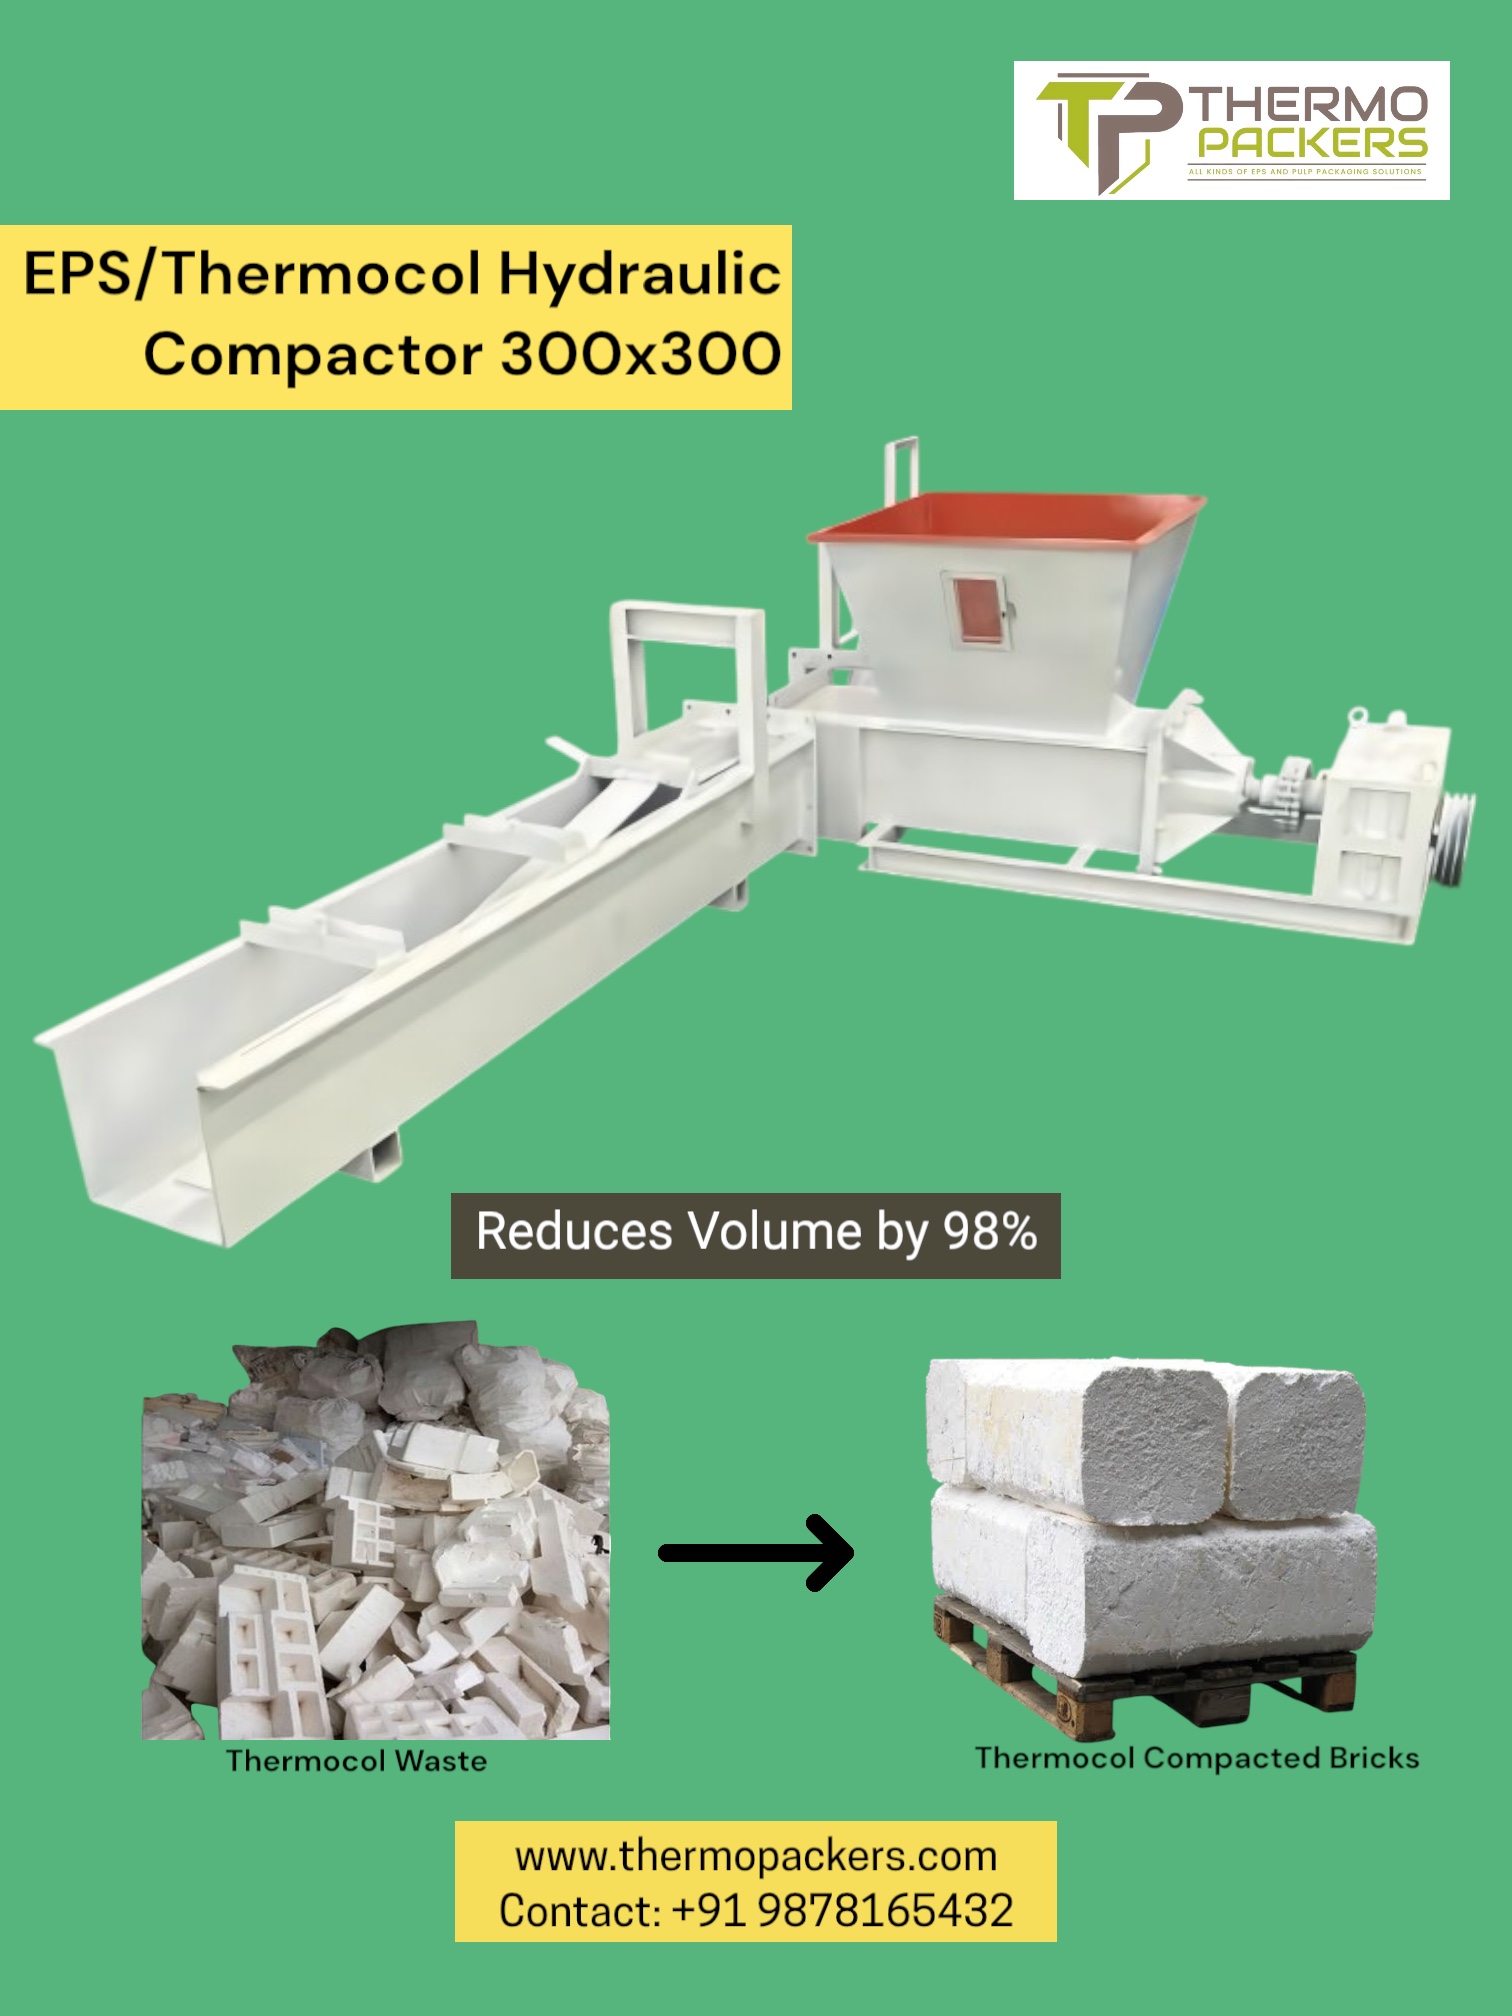 THERMO
PACKERS
ALL KINDS OF EPS AND PULP PACKAGING SOLUTIONS
EPS/Thermocol Hydraulic
Compactor 300x300
Reduces Volume by 98%
Thermocol Waste
Thermocol Compacted Bricks
www.thermopackers.com
Contact: +91 9878165432